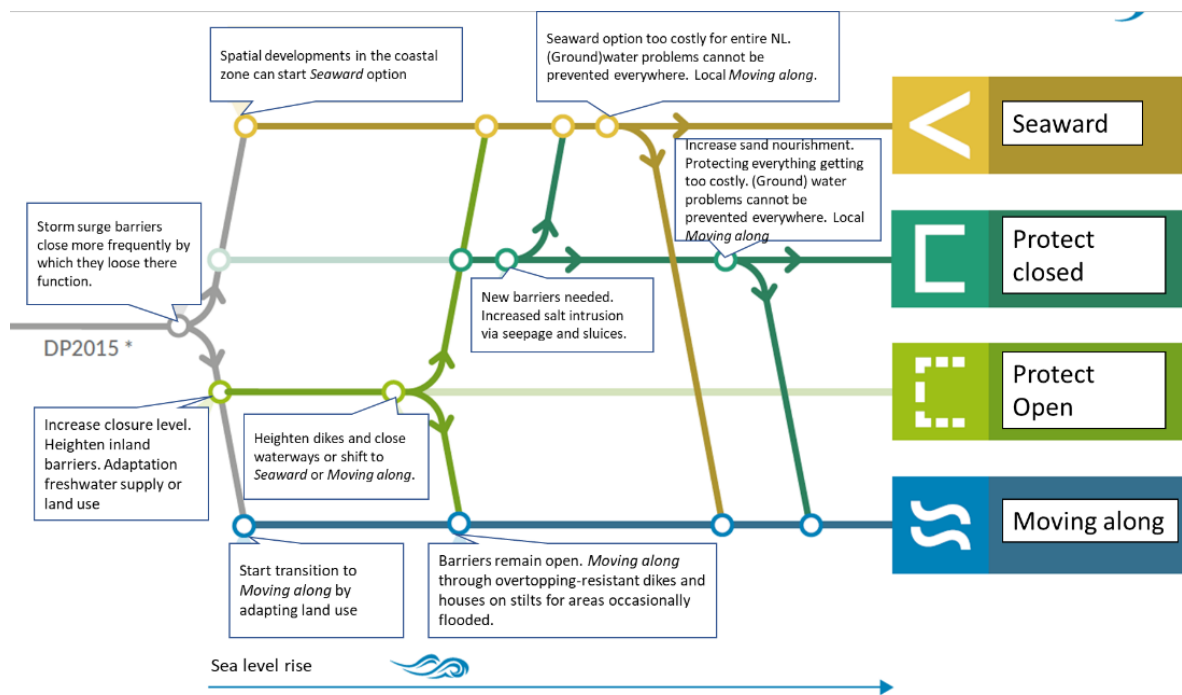 Spatial developments in the coastal
zone can start Seaward option
Seaward option too costly for entire NL.
(Ground)water problems cannot be
prevented everywhere. Local Moving along.
Seaward
Storm surge barriers
close more frequently by
which they loose there
function.
Increase sand nourishment.
Protecting everything getting
too costly. (Ground) water
problems cannot be
prevented everywhere. Local
Moving along
Protect
closed
New barriers needed.
Increased salt intrusion
via seepage and sluices.
DP2015 *
Increase closure level.
Heighten inland
barriers. Adaptation
freshwater supply or
land use
Heighten dikes and close
waterways or shift to
Seaward or Moving along.
Protect
Open
Moving along
Start transition to
Moving along by
adapting land use
Barriers remain open. Moving along
through overtopping-resistant dikes and
houses on stilts for areas occasionally
flooded.
Sea level rise